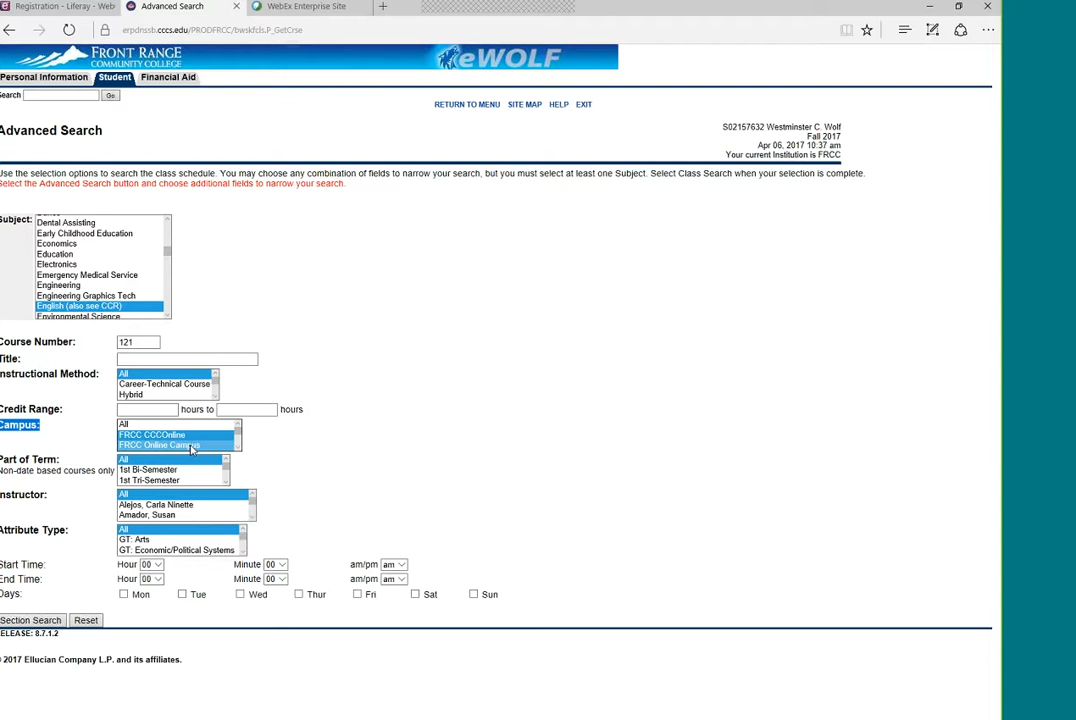 Registration - Liferay - Web
Advanced Search
WebEx Enterprise Site
erpdnssb.cccs.edu/PRODFRCC/bwskfcls.P_GetCrse
FRONT RANGE
COMMUNITY COLLEGE
eWOLF
Personal Information Student Financial Aid
Search Go
RETURN TO MENU SITE MAP HELP EXIT
Advanced Search
S02157632 Westminster C. Wolf
Fall 2017
Apr 06, 2017 10:37 am
Your current Institution is FRCC
Use the selection options to search the class schedule. You may choose any combination of fields to narrow your search, but you must select at least one Subject. Select Class Search when your selection is complete.
Select the Advanced Search button and choose additional fields to narrow your search.
Subject:
Dental Assisting
Early Childhood Education
Economics
Education
Electronics
Emergency Medical Service
Engineering
Engineering Graphics Tech
English (also see CCR)
Environmental Science
Course Number: 121
Title:
Instructional Method: All
Career-Technical Course
Hybrid
Credit Range: hours to hours
Campus: All
FRCC CCCOnline
FRCC Online Campus
Part of Term: All
Non-date based courses only 1st Bi-Semester
1st Tri-Semester
Instructor: All
Alejos, Carla Ninette
Amador, Susan
Attribute Type: All
GT: Arts
GT: Economic/Political Systems
Start Time: Hour 00 Minute 00 am/pm am
End Time: Hour 00 Minute 00 am/pm am
Days: Mon Tue Wed Thur Fri Sat Sun
Section Search Reset
RELEASE: 8.7.1.2
© 2017 Ellucian Company L.P. and its affiliates.